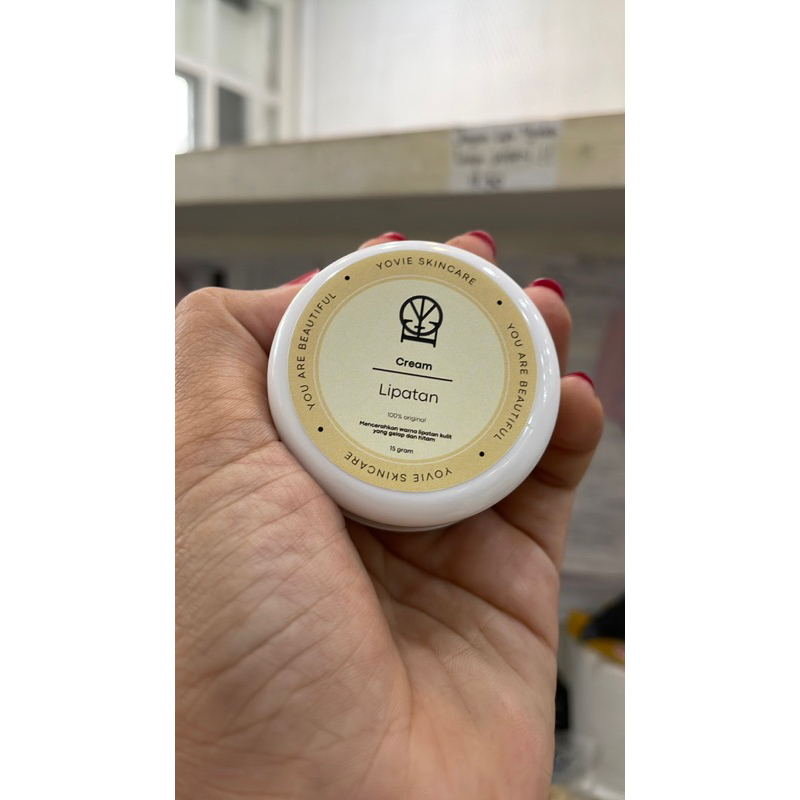 YOVIE SKINCARE
YOU ARE BEAUTIFUL
YOU ARE BEAUTIFUL
Cream
Lipatan
100% original
Mencerahkan warna lipatan kulit
yang gelap dan hitam
15 gram
YOVIE SKINCARE